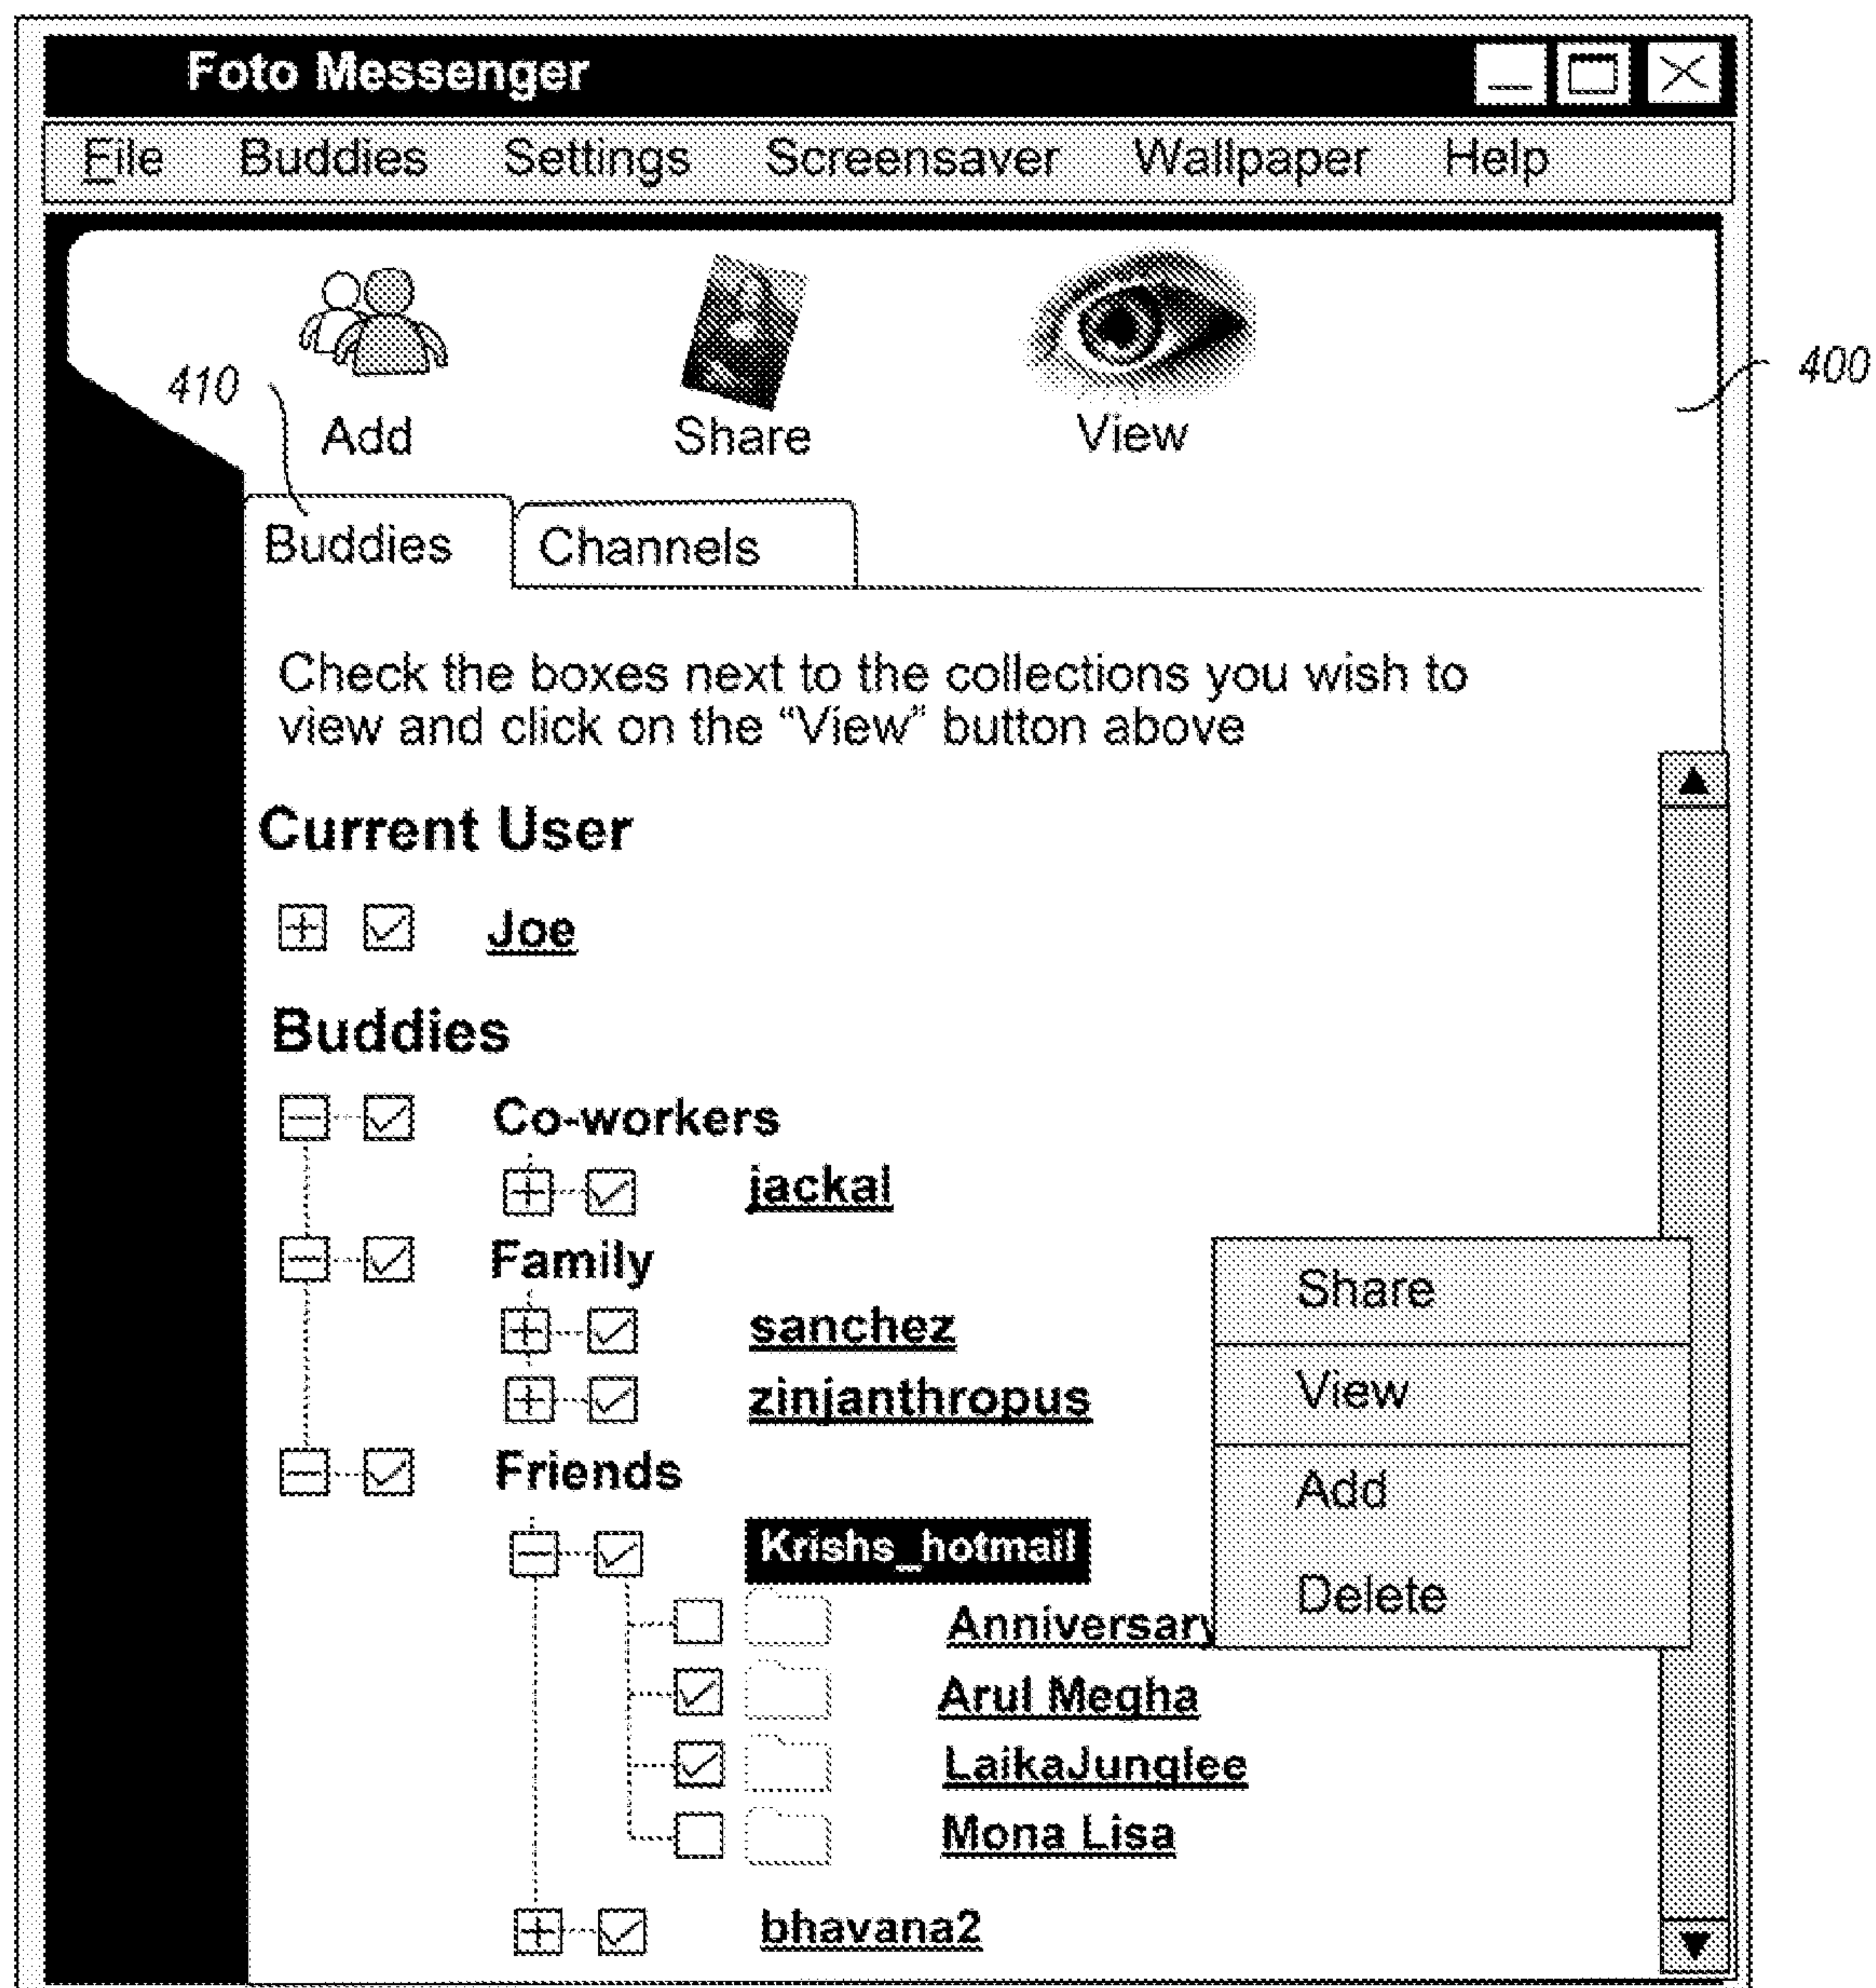 Foto Messenger
File Buddies Settings Screensaver Wallpaper Help
410
400
Add Share View
Buddies Channels
Check the boxes next to the collections you wish to
view and click on the “View” button above
Current User
Joe
Buddies
Co-workers
jackal
Family
sanchez
zinjanthropus
Friends
Krishs_hotmail
Anniversary
Arul Megha
LaikaJunglee
Mona Lisa
bhavana2
Share
View
Add
Delete